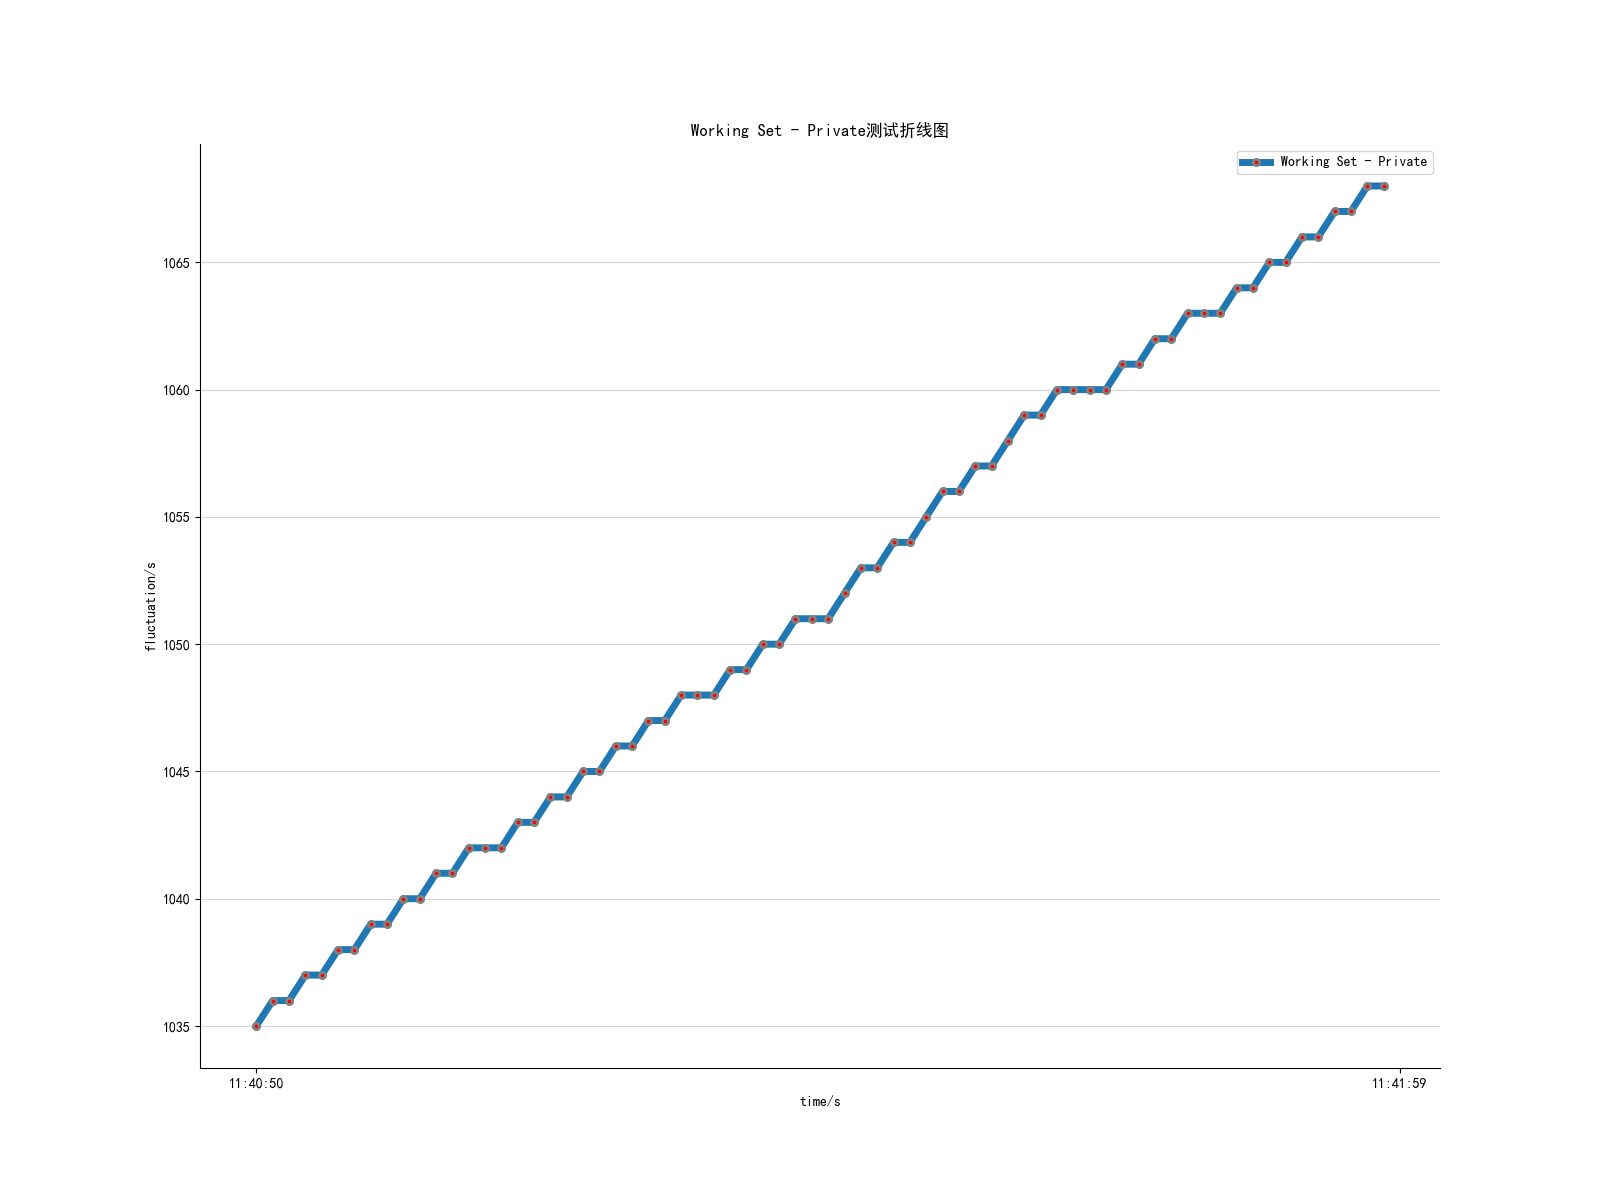 Working Set - Private测试折线图
Working Set - Private
1065
1060
1055
1050
1045
1040
1035
fluctuation/s
11:40:50
11:41:59
time/s